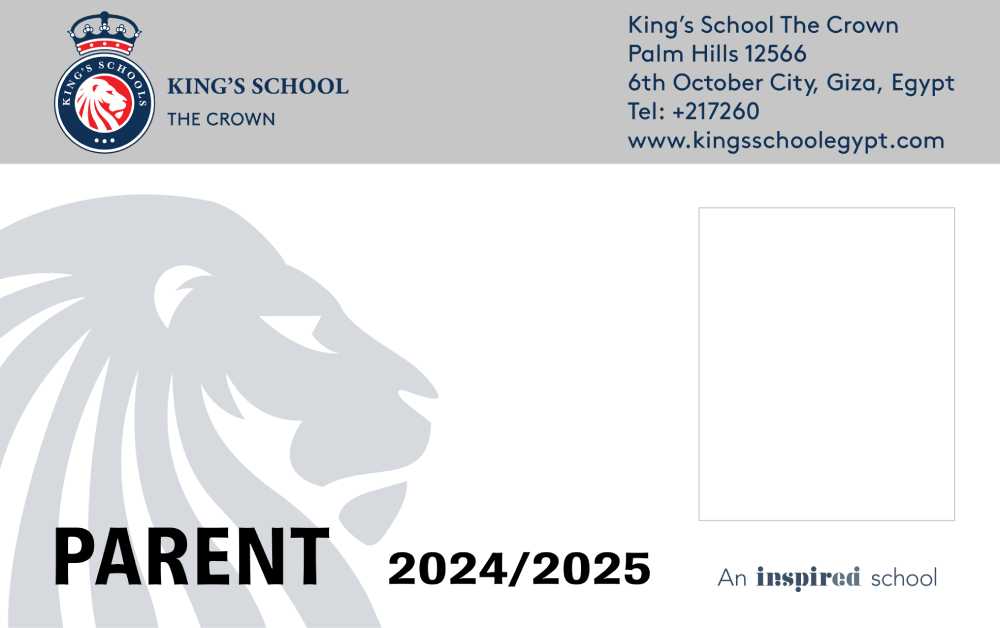 KING'S SCHOOLS
KING'S SCHOOL
THE CROWN
King's School The Crown
Palm Hills 12566
6th October City, Giza, Egypt
Tel: +217260
www.kingsschoolegypt.com
PARENT
2024/2025
An inspired school